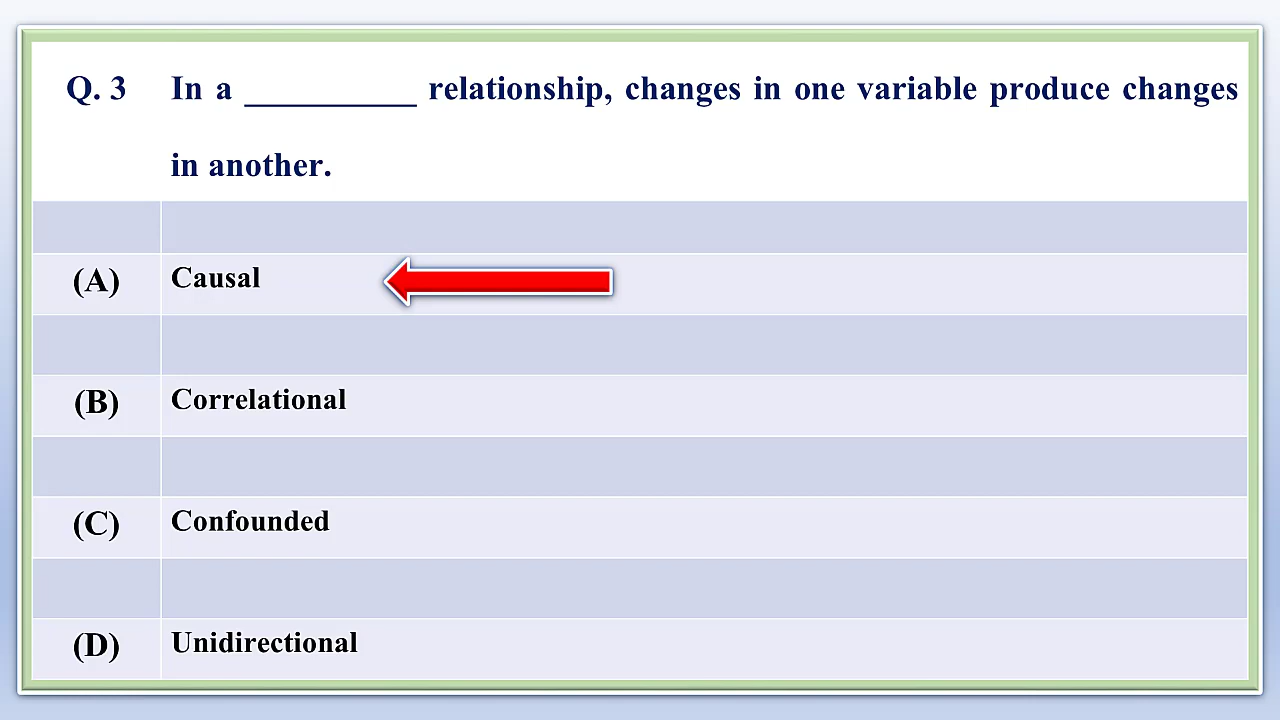 Q. 3 In a __________ relationship, changes in one variable produce changes
in another.
(A) Causal
(B) Correlational
(C) Confounded
(D) Unidirectional